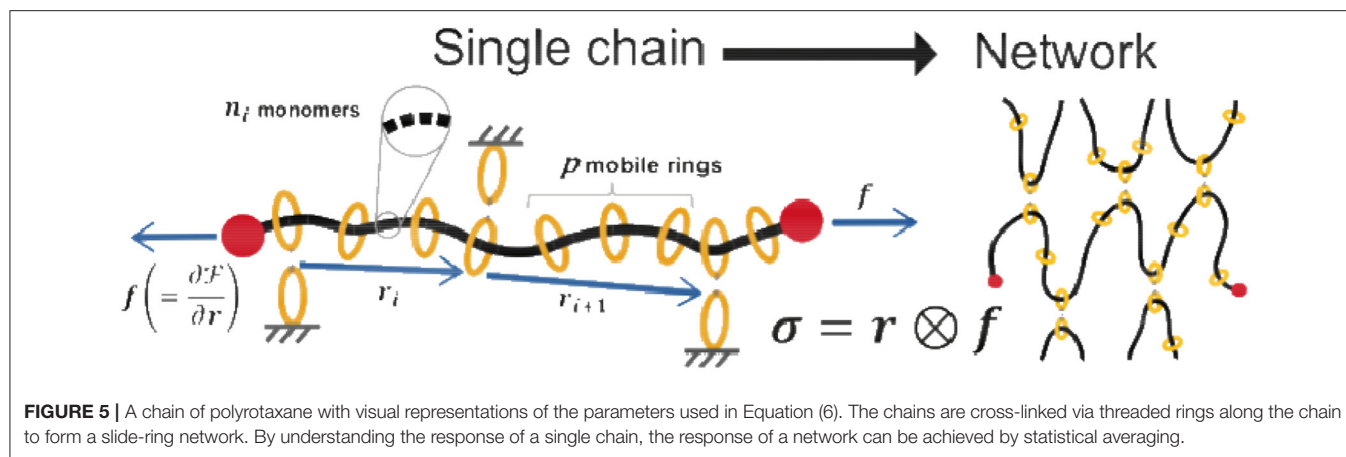 Single chain Network
n_i monomers
p mobile rings
f
f (= ∂ℱ/∂r)
r_i
r_{i+1}
σ = r ⊗ f
FIGURE 5 | A chain of polyrotaxane with visual representations of the parameters used in Equation (6). The chains are cross-linked via threaded rings along the chain
to form a slide-ring network. By understanding the response of a single chain, the response of a network can be achieved by statistical averaging.